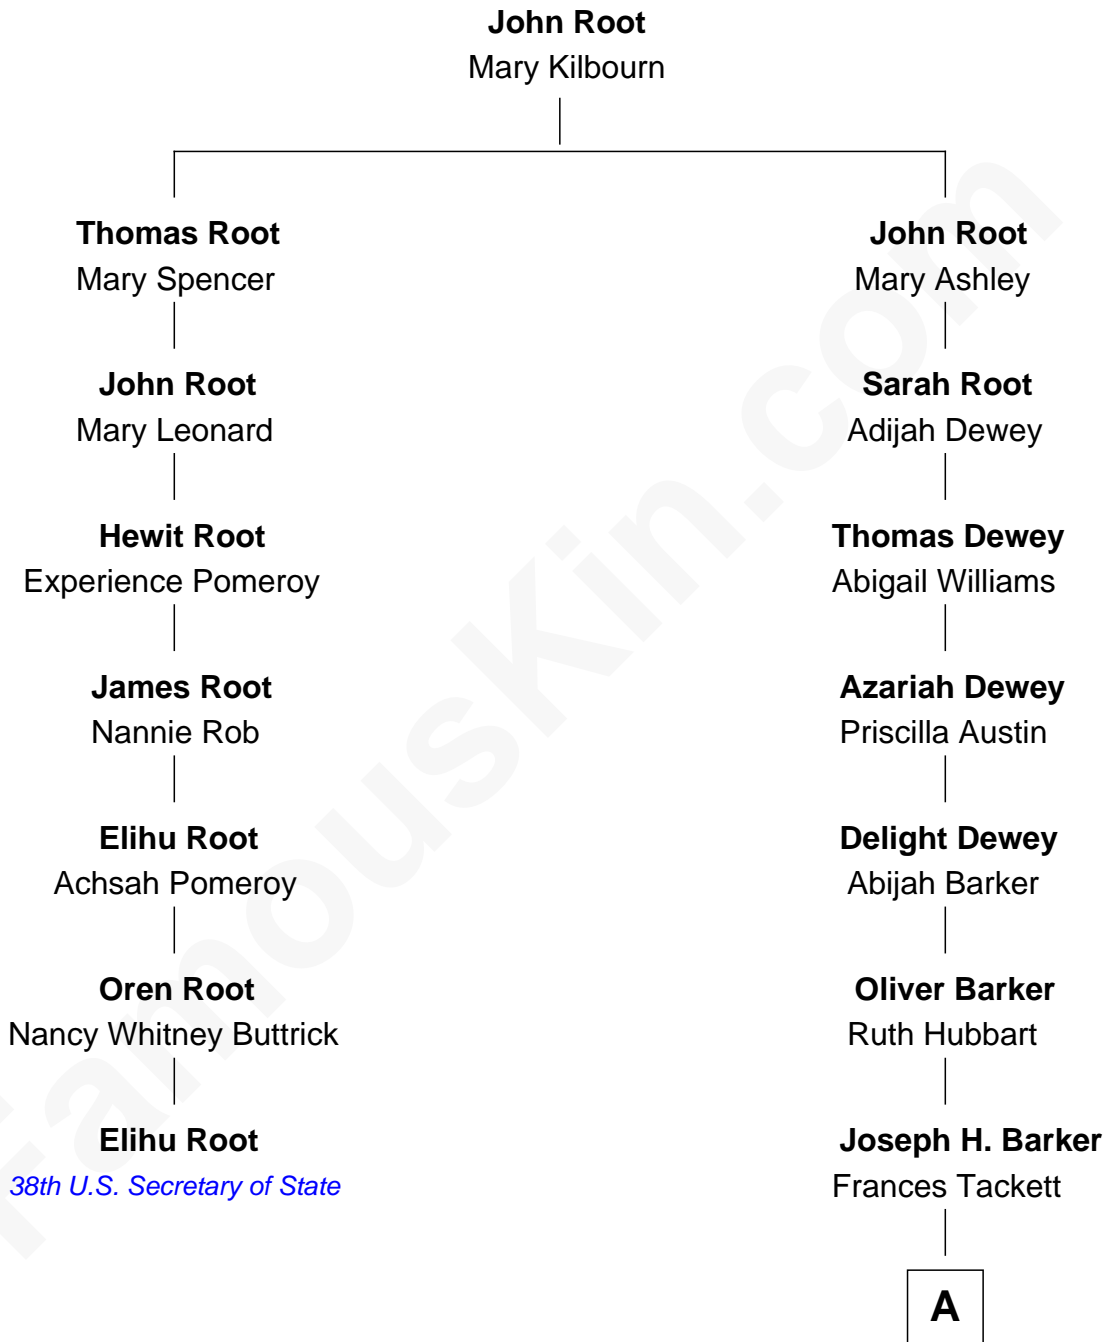 John Root
Mary Kilbourn
Thomas Root
Mary Spencer
John Root
Mary Leonard
Hewit Root
Experience Pomeroy
James Root
Nannie Rob
Elihu Root
Achsah Pomeroy
Oren Root
Nancy Whitney Buttrick
Elihu Root
38th U.S. Secretary of State
John Root
Mary Ashley
Sarah Root
Adijah Dewey
Thomas Dewey
Abigail Williams
Azariah Dewey
Priscilla Austin
Delight Dewey
Abijah Barker
Oliver Barker
Ruth Hubbart
Joseph H. Barker
Frances Tackett
A
FamousKin.com